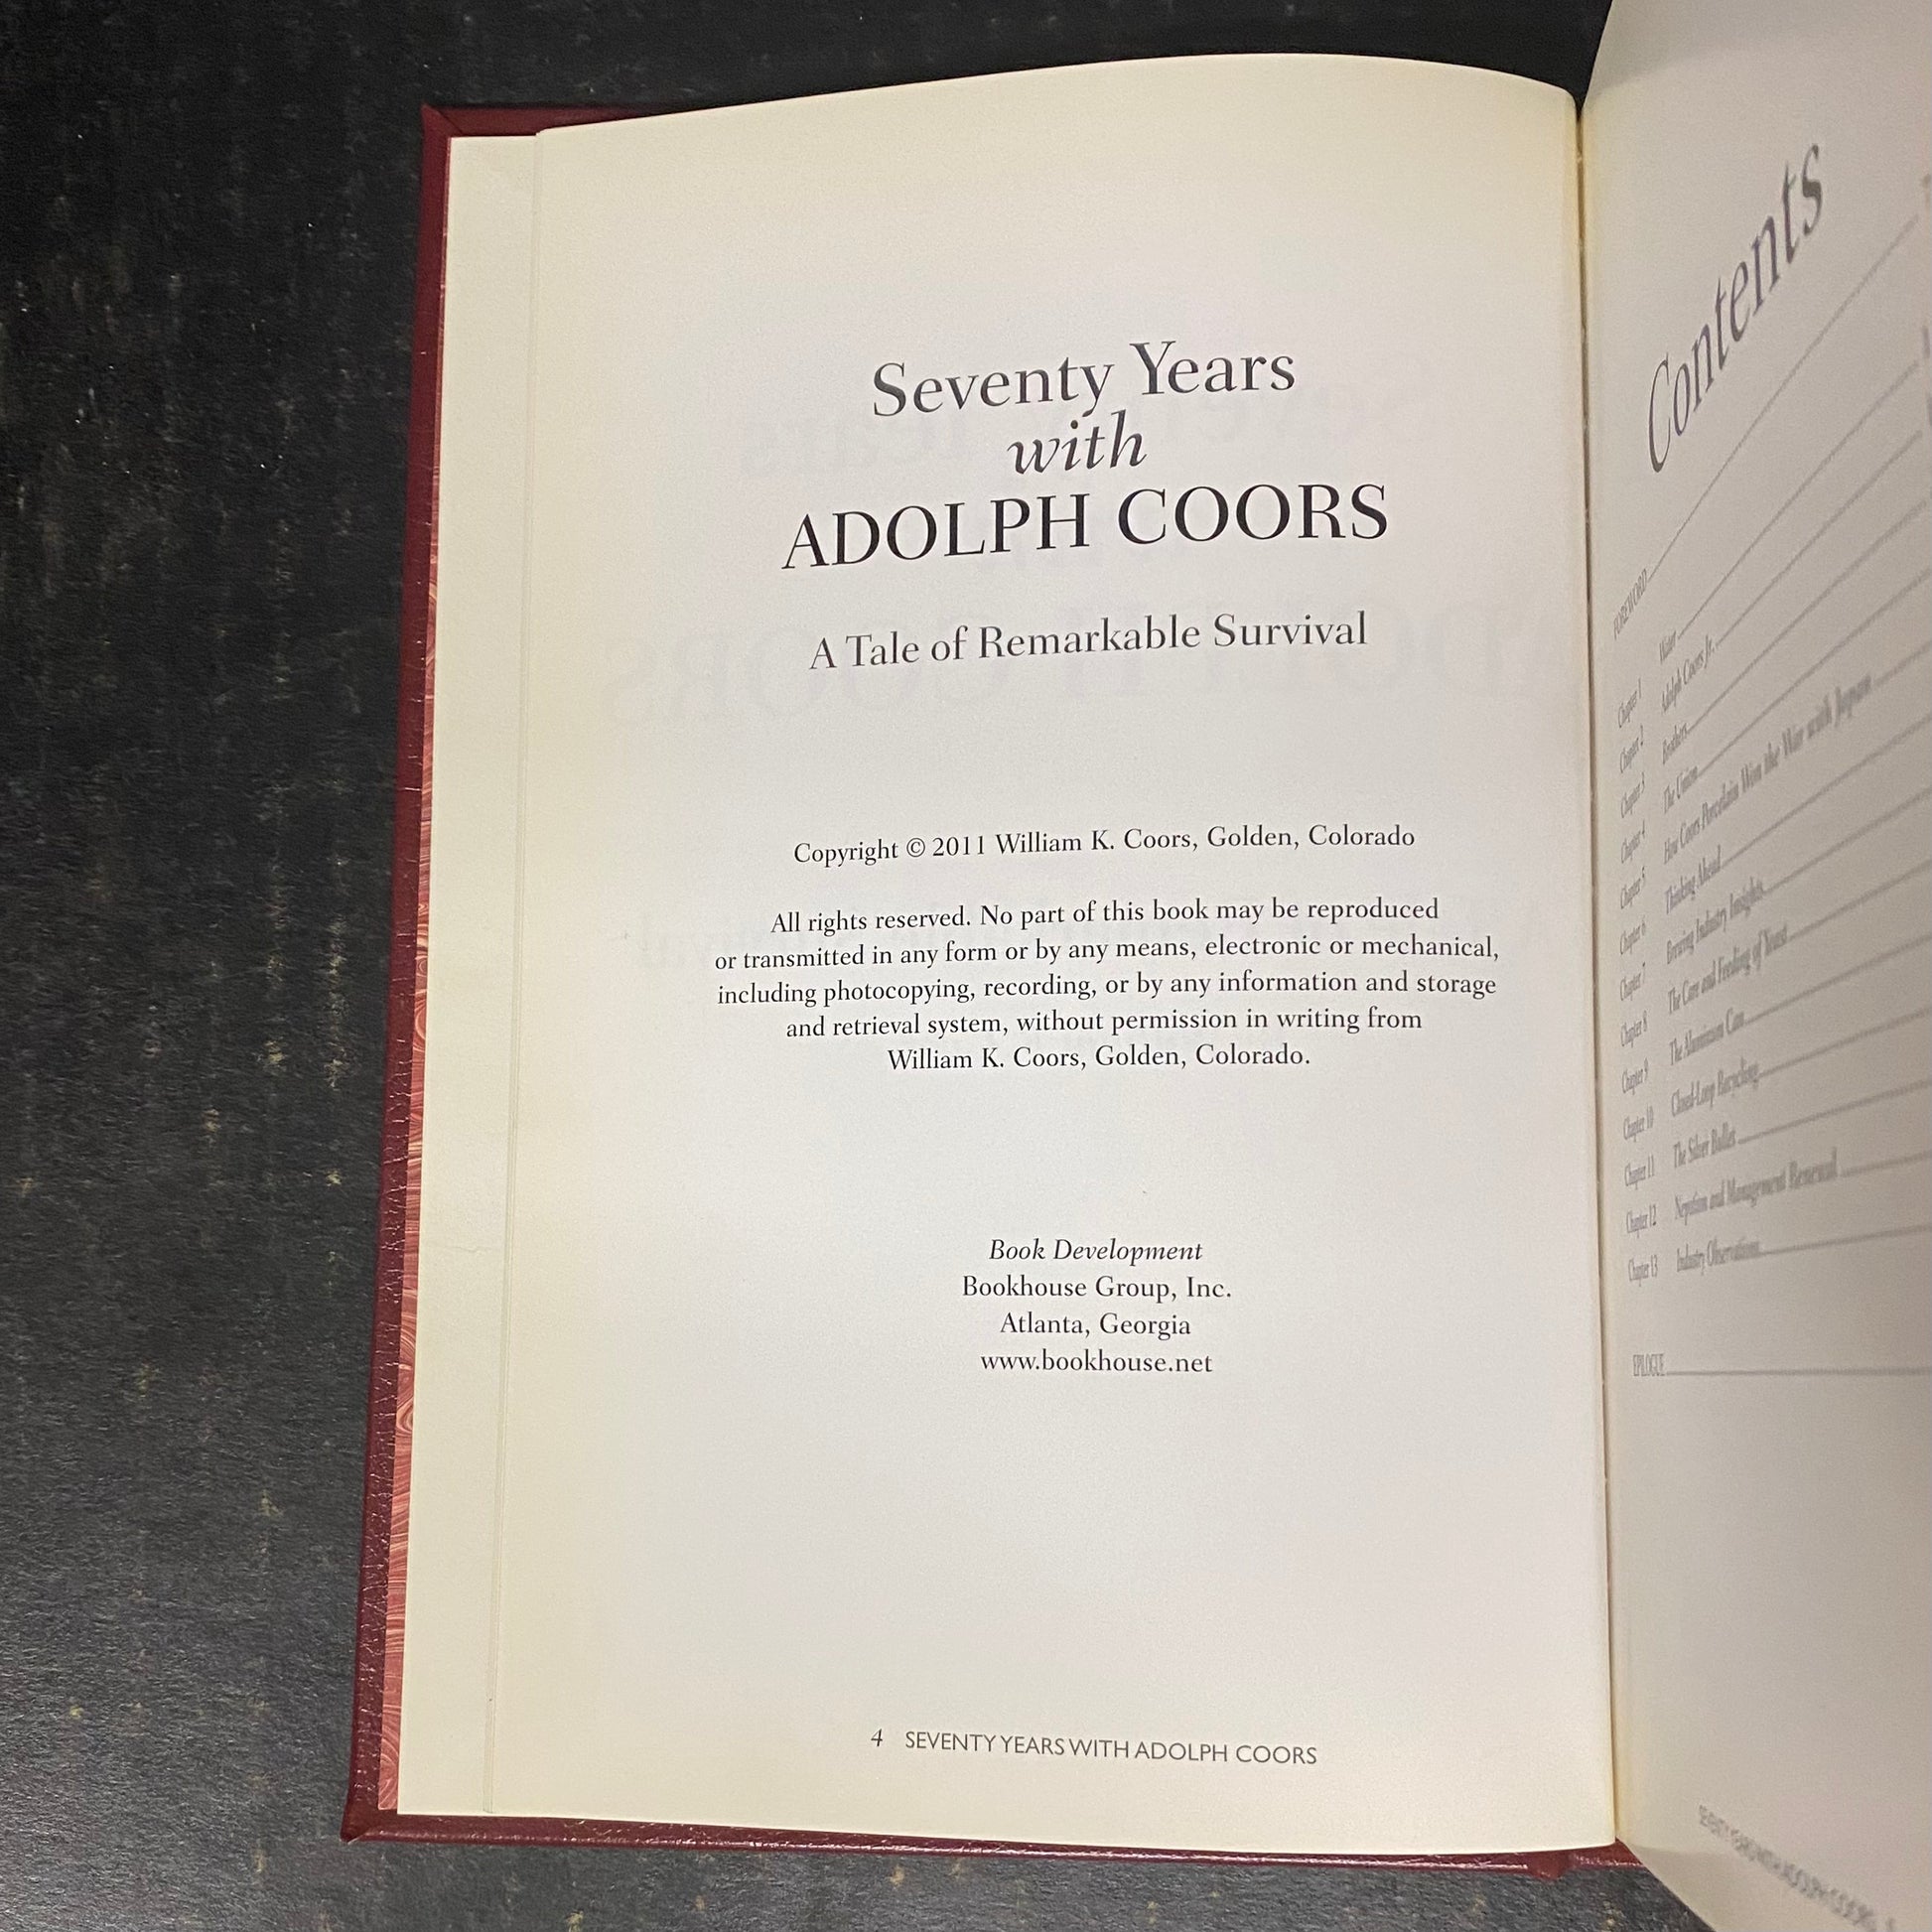 Seventy Years
with
ADOLPH COORS
A Tale of Remarkable Survival
Copyright © 2011 William K. Coors, Golden, Colorado
All rights reserved. No part of this book may be reproduced
or transmitted in any form or by any means, electronic or mechanical,
including photocopying, recording, or by any information and storage
and retrieval system, without permission in writing from
William K. Coors, Golden, Colorado.
Book Development
Bookhouse Group, Inc.
Atlanta, Georgia
www.bookhouse.net
4 SEVENTY YEARS WITH ADOLPH COORS
Contents
FOREWORD
Chapter 1 Water
Chapter 2 Adolph Coors Jr.
Chapter 3 Brothers
Chapter 4 The Union
Chapter 5 How Coors Porcelain Won the War with Japan
Chapter 6 Thinking Ahead
Chapter 7 Brewing Industry Insights
Chapter 8 The Care and Feeding of Yeast
Chapter 9 The Aluminum Can
Chapter 10 Closed-Loop Recycling
Chapter 11 The Silver Bullet
Chapter 12 Nepotism and Management Renewal
Chapter 13 Industry Observations
EPILOGUE
SEVENTY YEARS WITH ADOLPH COORS